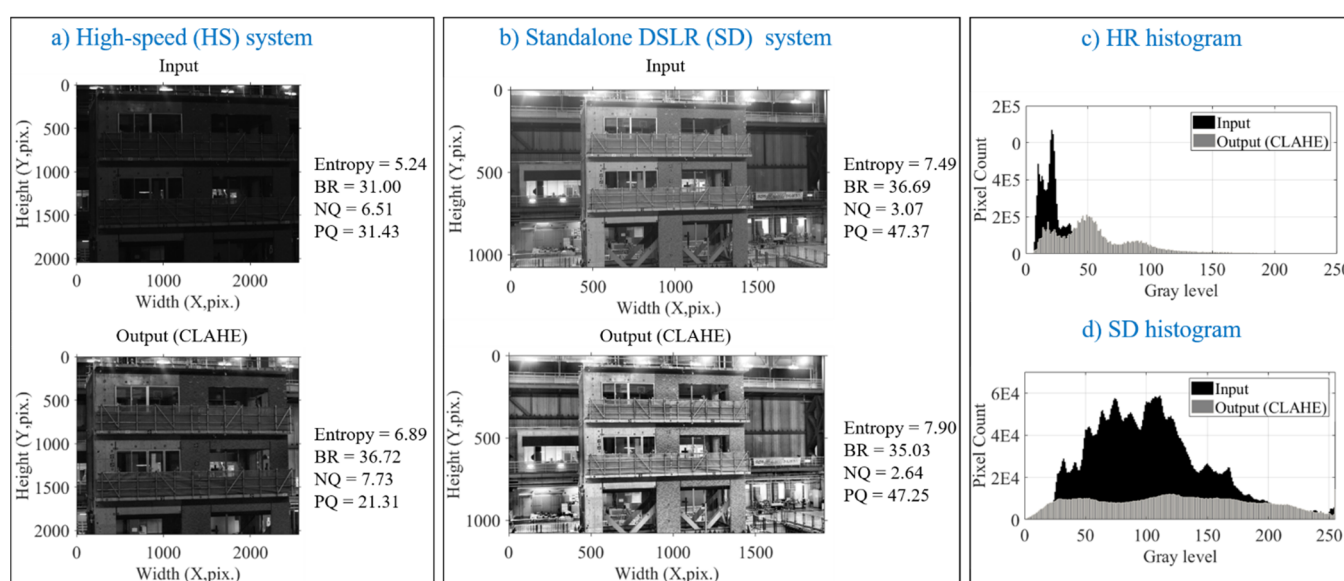 a) High-speed (HS) system
Input
0
500
1000
1500
2000
Height (Y,pix.)
0 1000 2000
Width (X,pix.)
Entropy = 5.24
BR = 31.00
NQ = 6.51
PQ = 31.43
Output (CLAHE)
0
500
1000
1500
2000
Height (Y,pix.)
0 1000 2000
Width (X,pix.)
Entropy = 6.89
BR = 36.72
NQ = 7.73
PQ = 21.31
b) Standalone DSLR (SD) system
Input
0
500
1000
Height (Y,pix.)
0 500 1000 1500
Width (X,pix.)
Entropy = 7.49
BR = 36.69
NQ = 3.07
PQ = 47.37
Output (CLAHE)
0
500
1000
Height (Y,pix.)
0 500 1000 1500
Width (X,pix.)
Entropy = 7.90
BR = 35.03
NQ = 2.64
PQ = 47.25
c) HR histogram
2E5
0
4E5
2E5
0
Pixel Count
Input
Output (CLAHE)
0 50 100 150 200 250
Gray level
d) SD histogram
6E4
4E4
2E4
0
Pixel Count
Input
Output (CLAHE)
0 50 100 150 200 250
Gray level